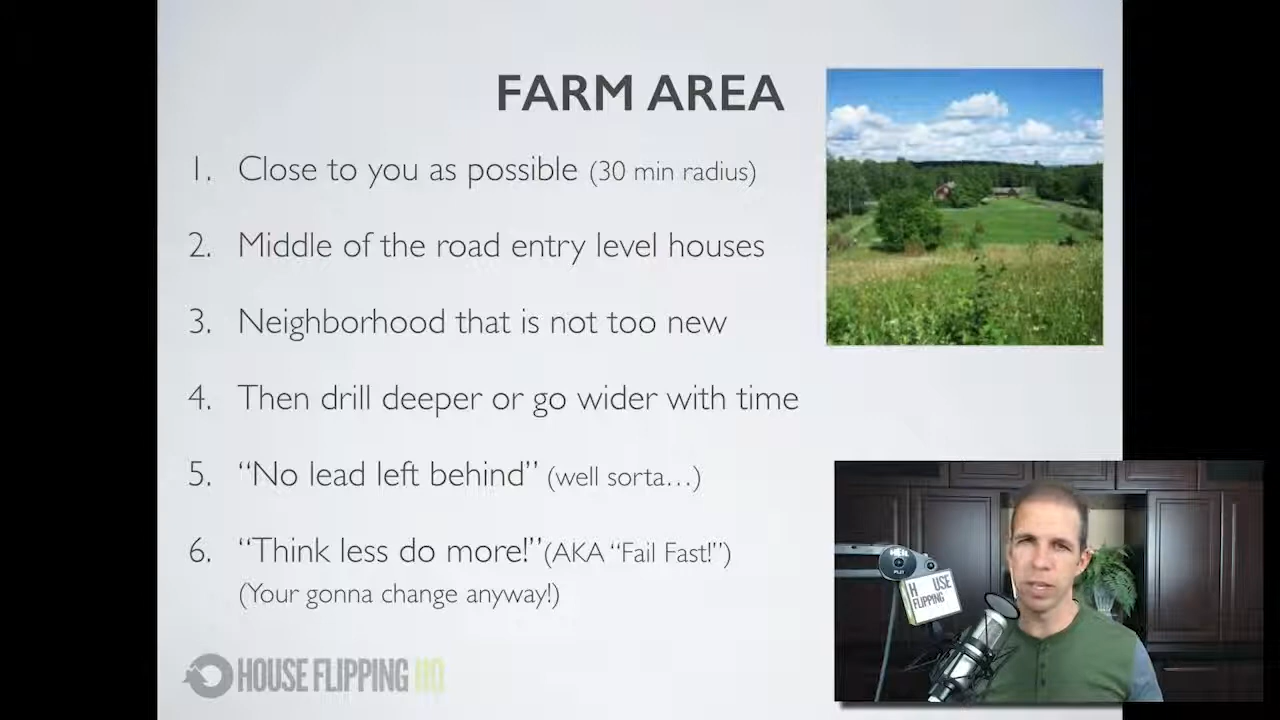 FARM AREA
1. Close to you as possible (30 min radius)
2. Middle of the road entry level houses
3. Neighborhood that is not too new
4. Then drill deeper or go wider with time
5. “No lead left behind” (well sorta...)
6. “Think less do more!”(AKA “Fail Fast!”)
(Your gonna change anyway!)
HOUSE FLIPPING HQ
HEIL
H USE
FLIPPING